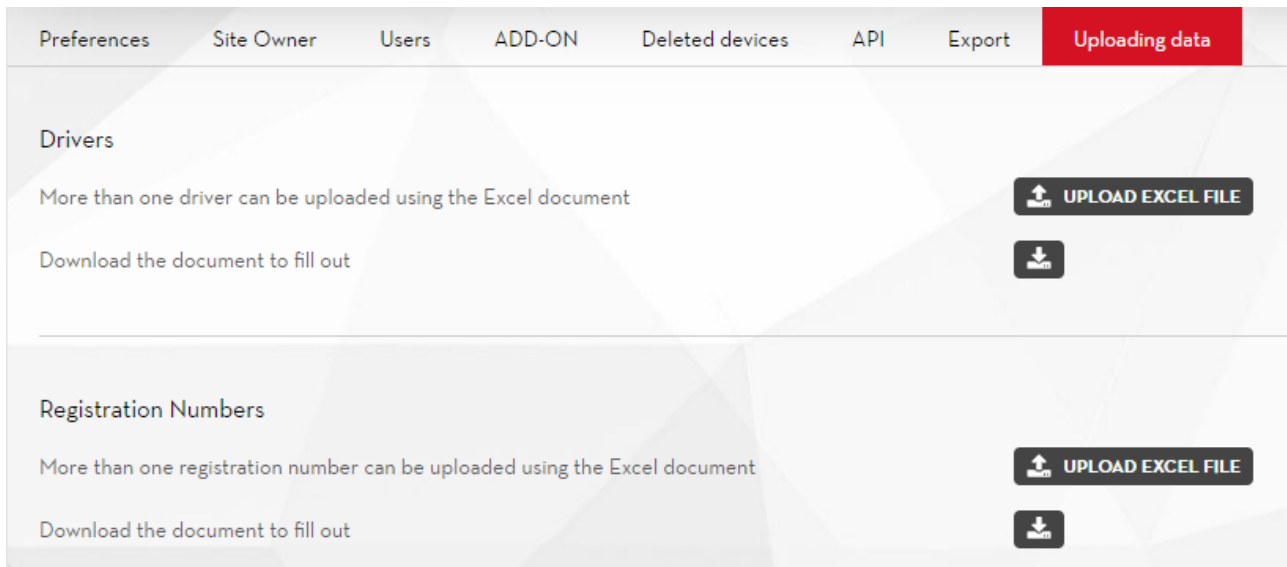 Preferences Site Owner Users ADD-ON Deleted devices API Export Uploading data
Drivers
More than one driver can be uploaded using the Excel document UPLOAD EXCEL FILE
Download the document to fill out
Registration Numbers
More than one registration number can be uploaded using the Excel document UPLOAD EXCEL FILE
Download the document to fill out